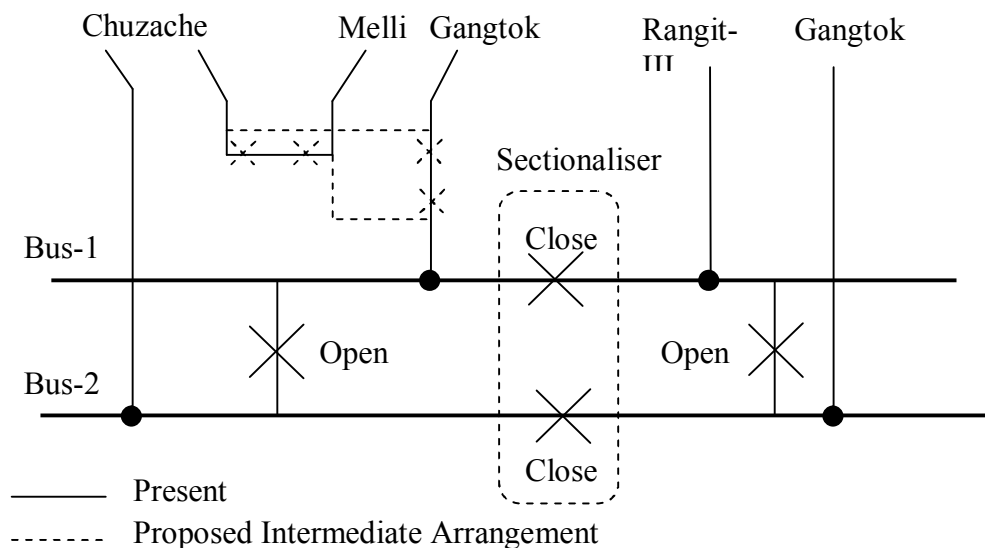 Chuzache Melli Gangtok Rangit- Gangtok
III
Sectionaliser
Close
Bus-1
Open Open
Bus-2
Close
Present
Proposed Intermediate Arrangement